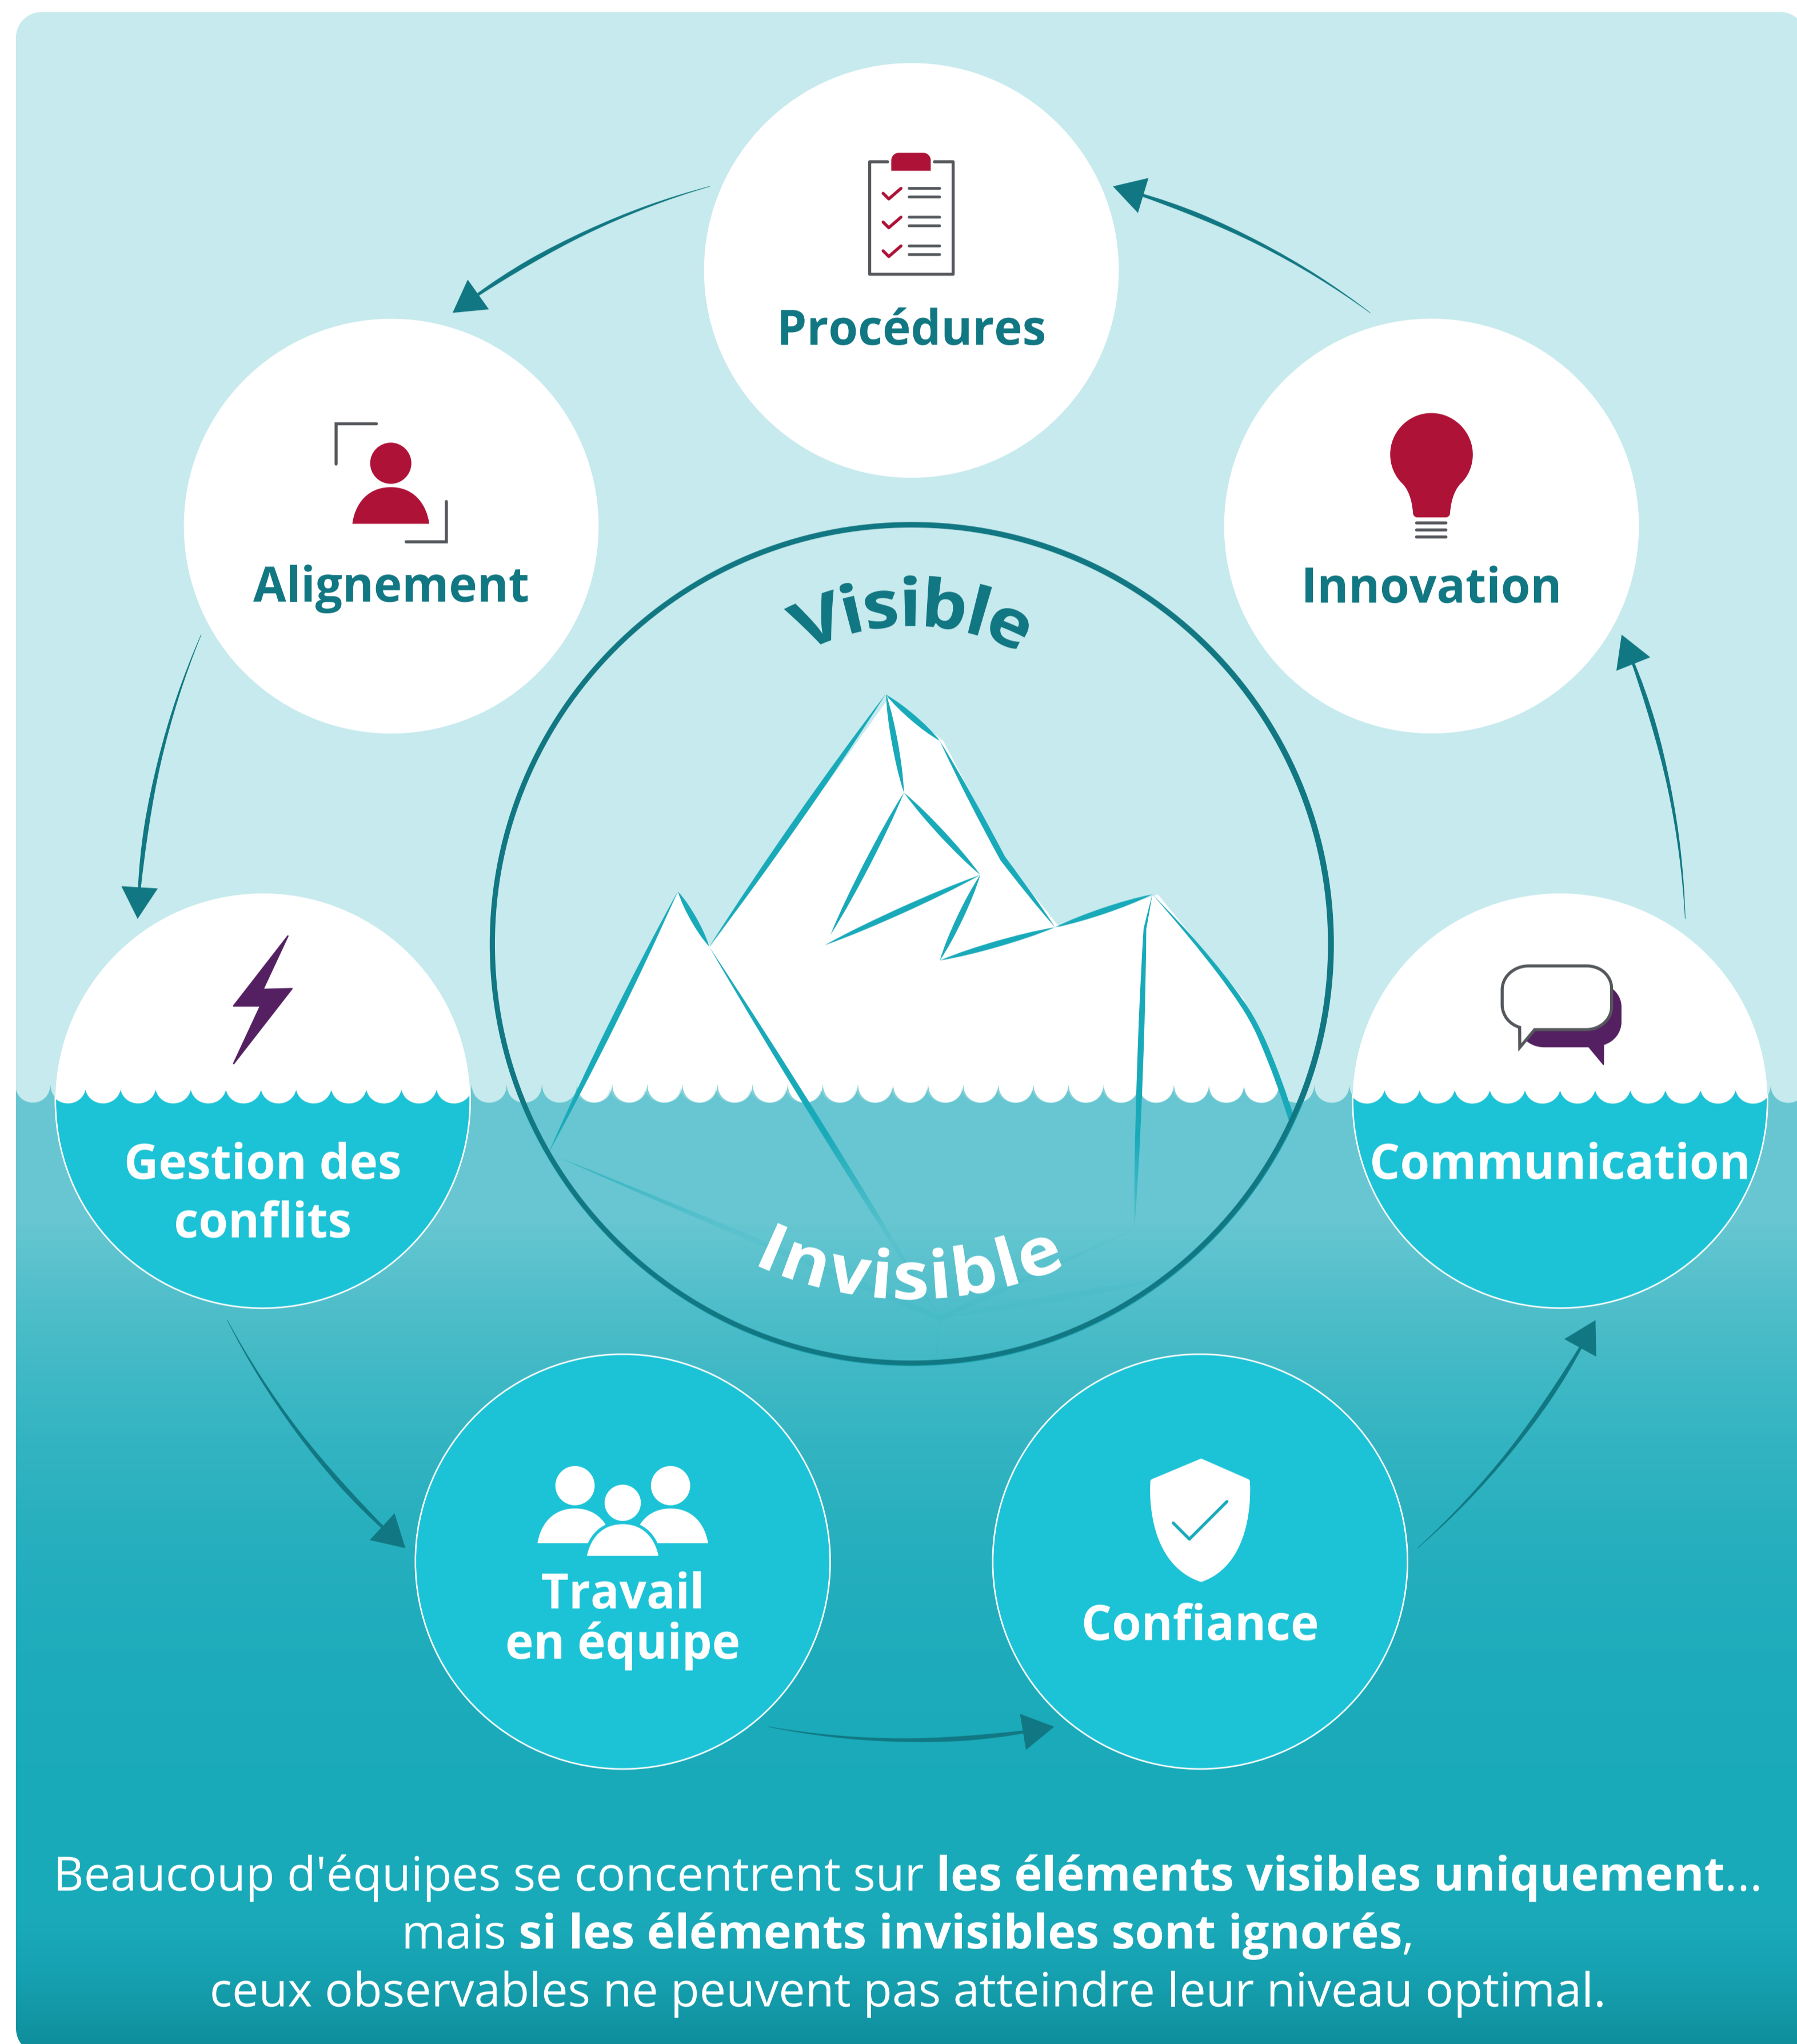 Procédures
Alignement
Innovation
Visible
Gestion des
conflits
Communication
Invisible
Travail
en équipe
Confiance
Beaucoup d'équipes se concentrent sur les éléments visibles uniquement...
mais si les éléments invisibles sont ignorés,
ceux observables ne peuvent pas atteindre leur niveau optimal.